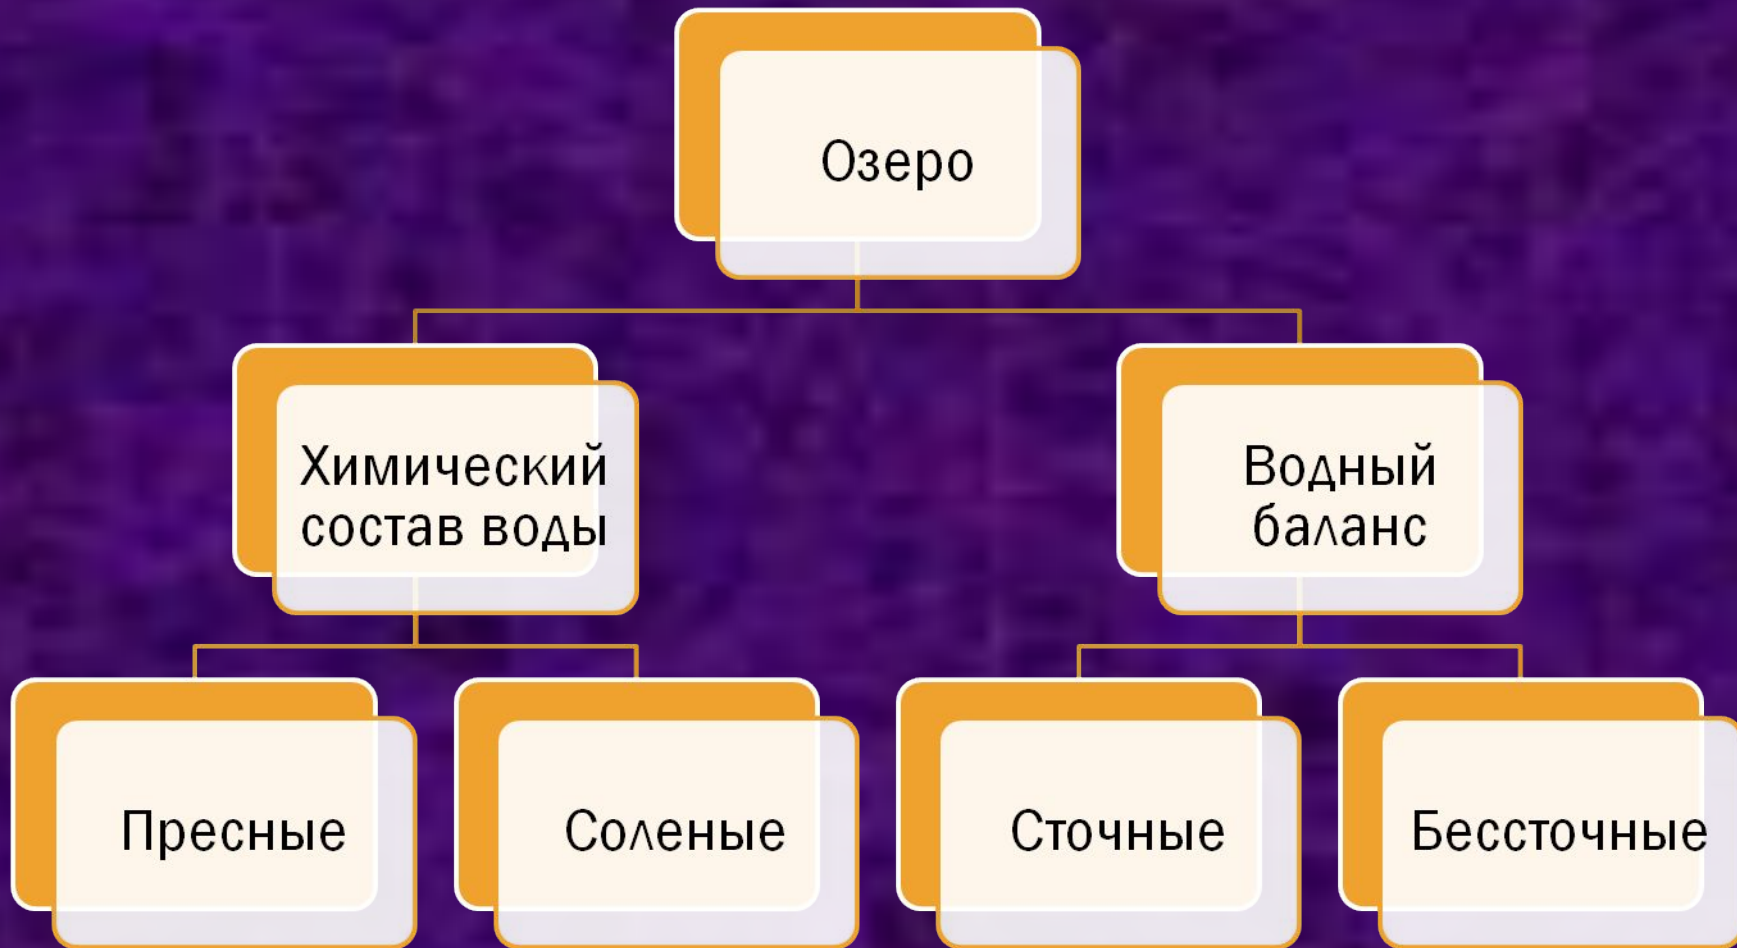 Озеро
Химический
состав воды
Водный
баланс
Пресные
Соленые
Сточные
Бессточные